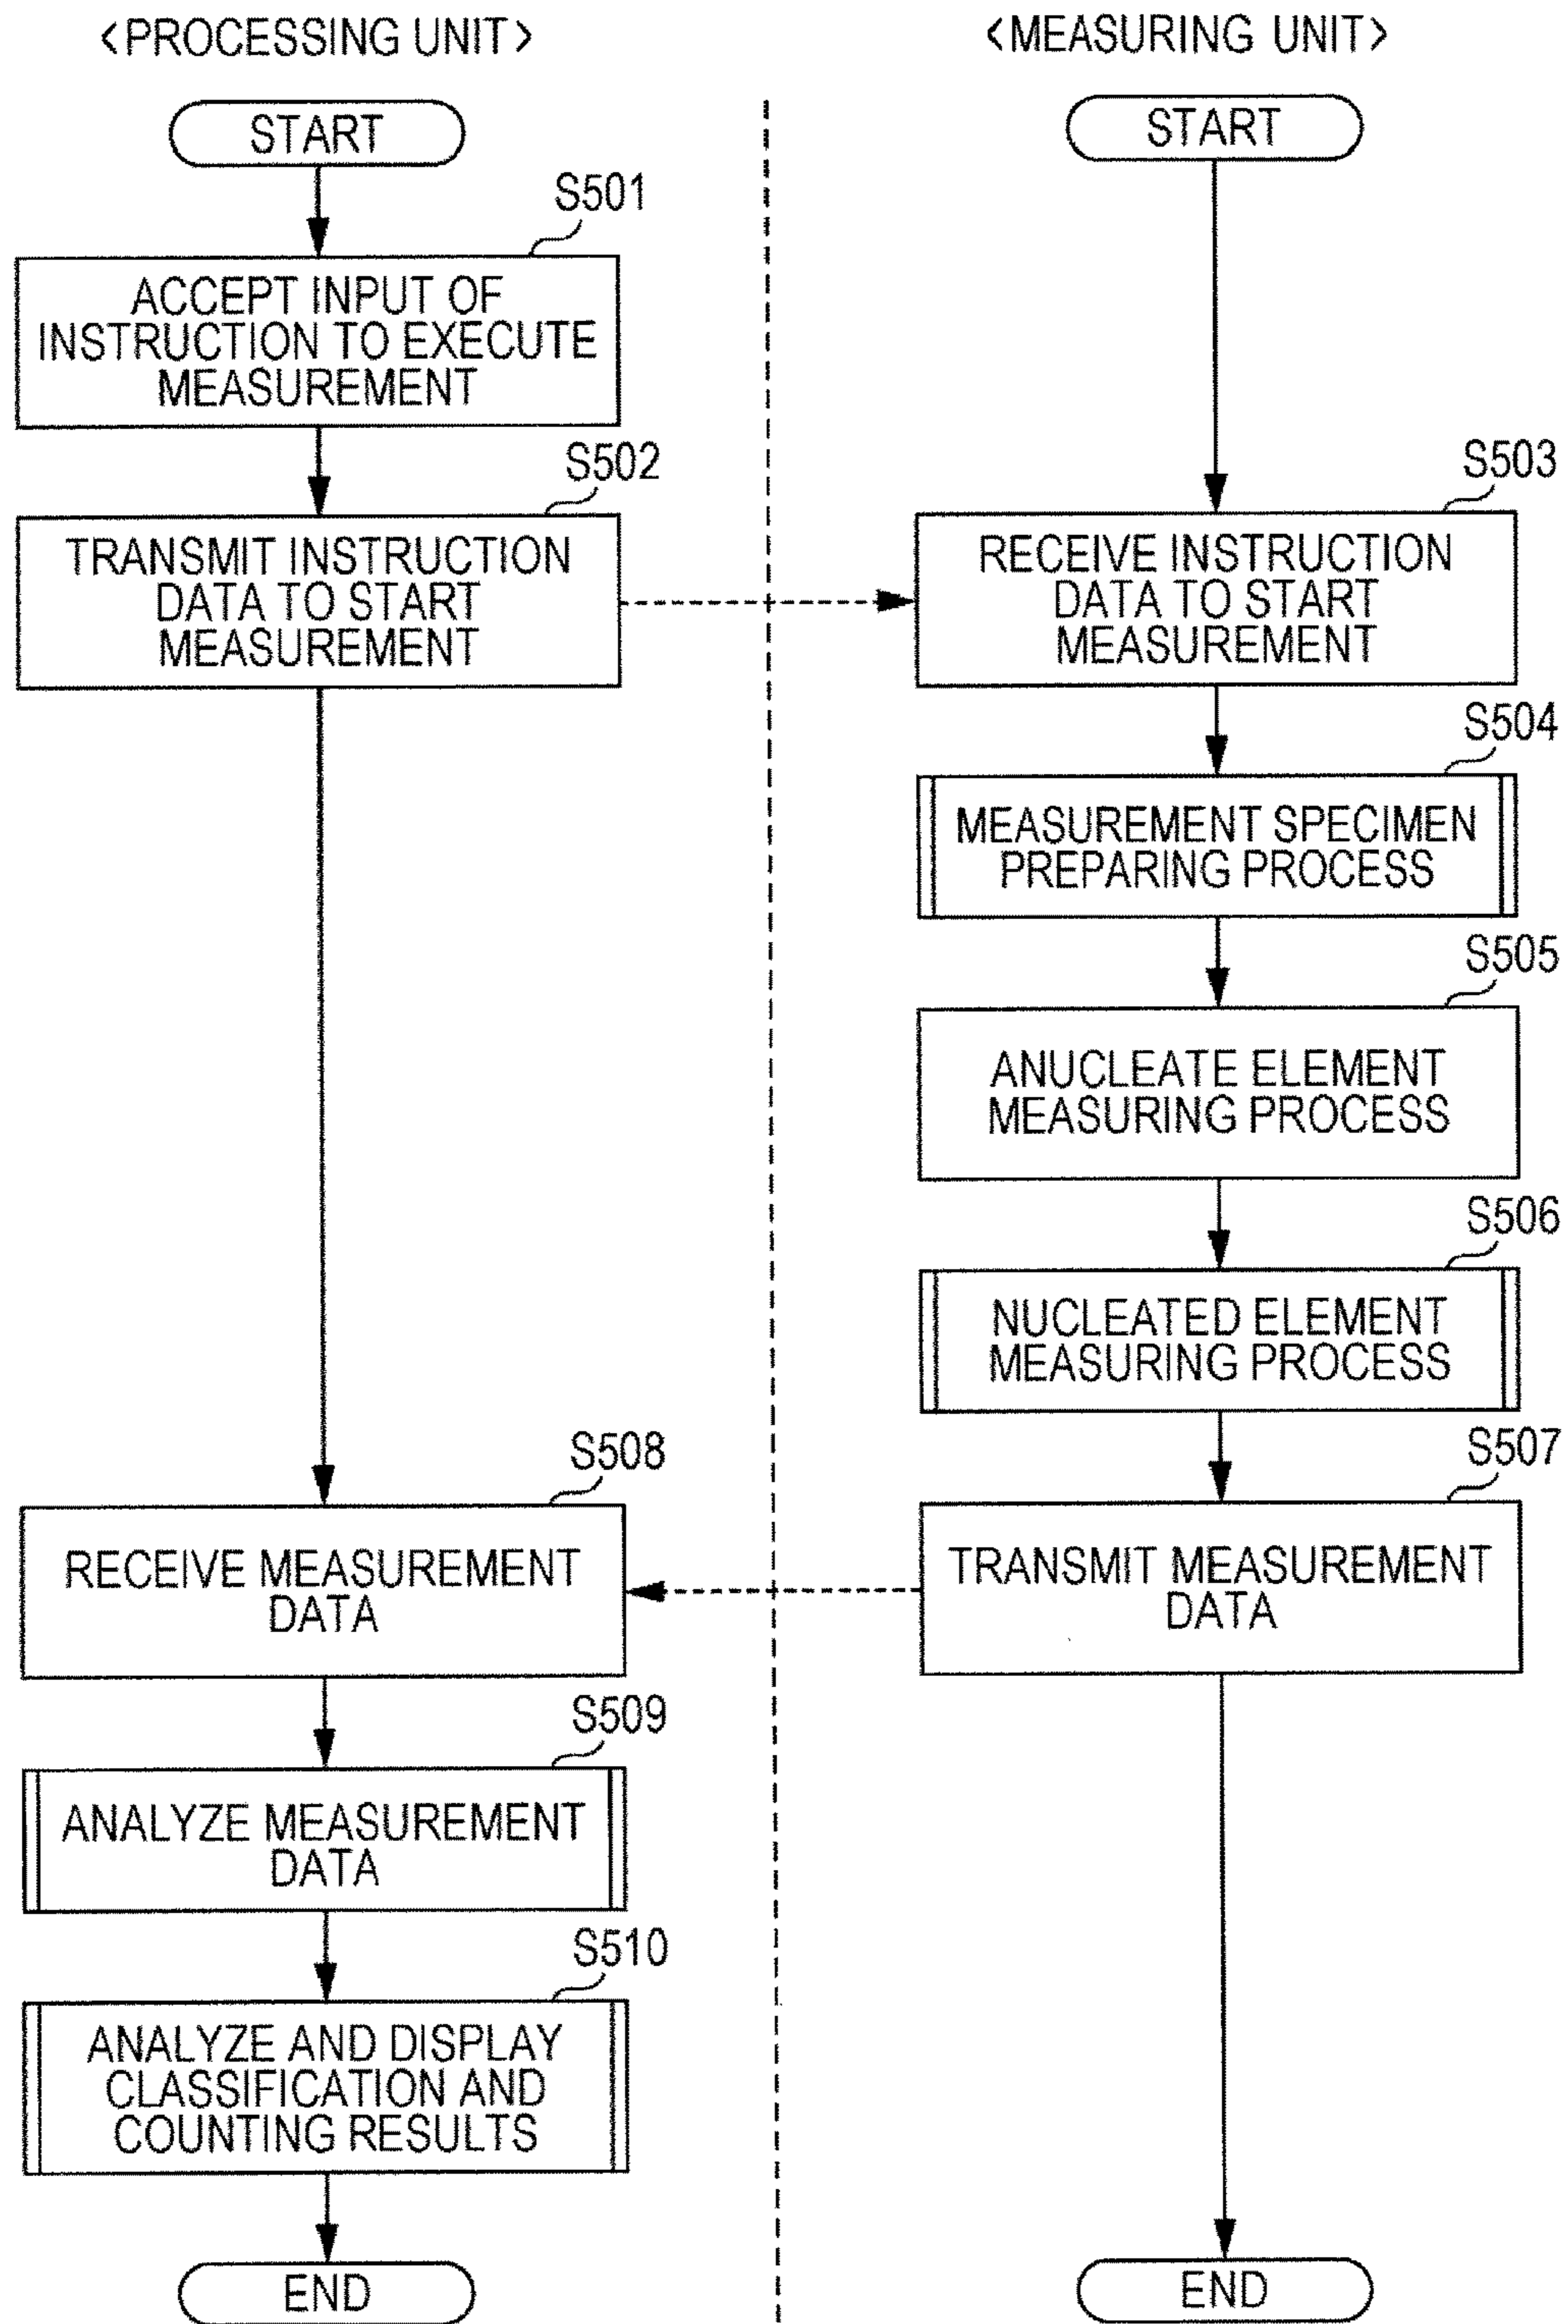 <PROCESSING UNIT>
START
S501
ACCEPT INPUT OF
INSTRUCTION TO EXECUTE
MEASUREMENT
S502
TRANSMIT INSTRUCTION
DATA TO START
MEASUREMENT
S508
RECEIVE MEASUREMENT
DATA
S509
ANALYZE MEASUREMENT
DATA
S510
ANALYZE AND DISPLAY
CLASSIFICATION AND
COUNTING RESULTS
END
<MEASURING UNIT>
START
S503
RECEIVE INSTRUCTION
DATA TO START
MEASUREMENT
S504
MEASUREMENT SPECIMEN
PREPARING PROCESS
S505
ANUCLEATE ELEMENT
MEASURING PROCESS
S506
NUCLEATED ELEMENT
MEASURING PROCESS
S507
TRANSMIT MEASUREMENT
DATA
END